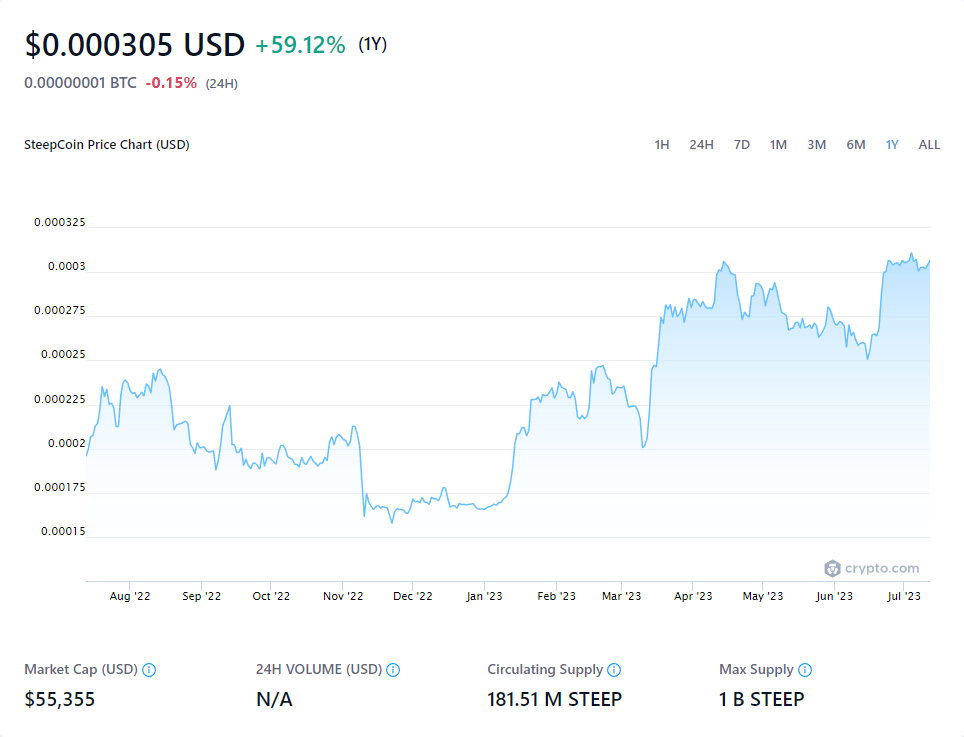 $0.000305 USD +59.12% (1Y)
0.00000001 BTC -0.15% (24H)
SteepCoin Price Chart (USD) 1H 24H 7D 1M 3M 6M 1Y ALL
0.000325
0.0003
0.000275
0.00025
0.000225
0.0002
0.000175
0.00015
crypto.com
Aug '22 Sep '22 Oct '22 Nov '22 Dec '22 Jan '23 Feb '23 Mar '23 Apr '23 May '23 Jun '23 Jul '23
Market Cap (USD) 24H VOLUME (USD) Circulating Supply Max Supply
$55,355 N/A 181.51 M STEEP 1 B STEEP